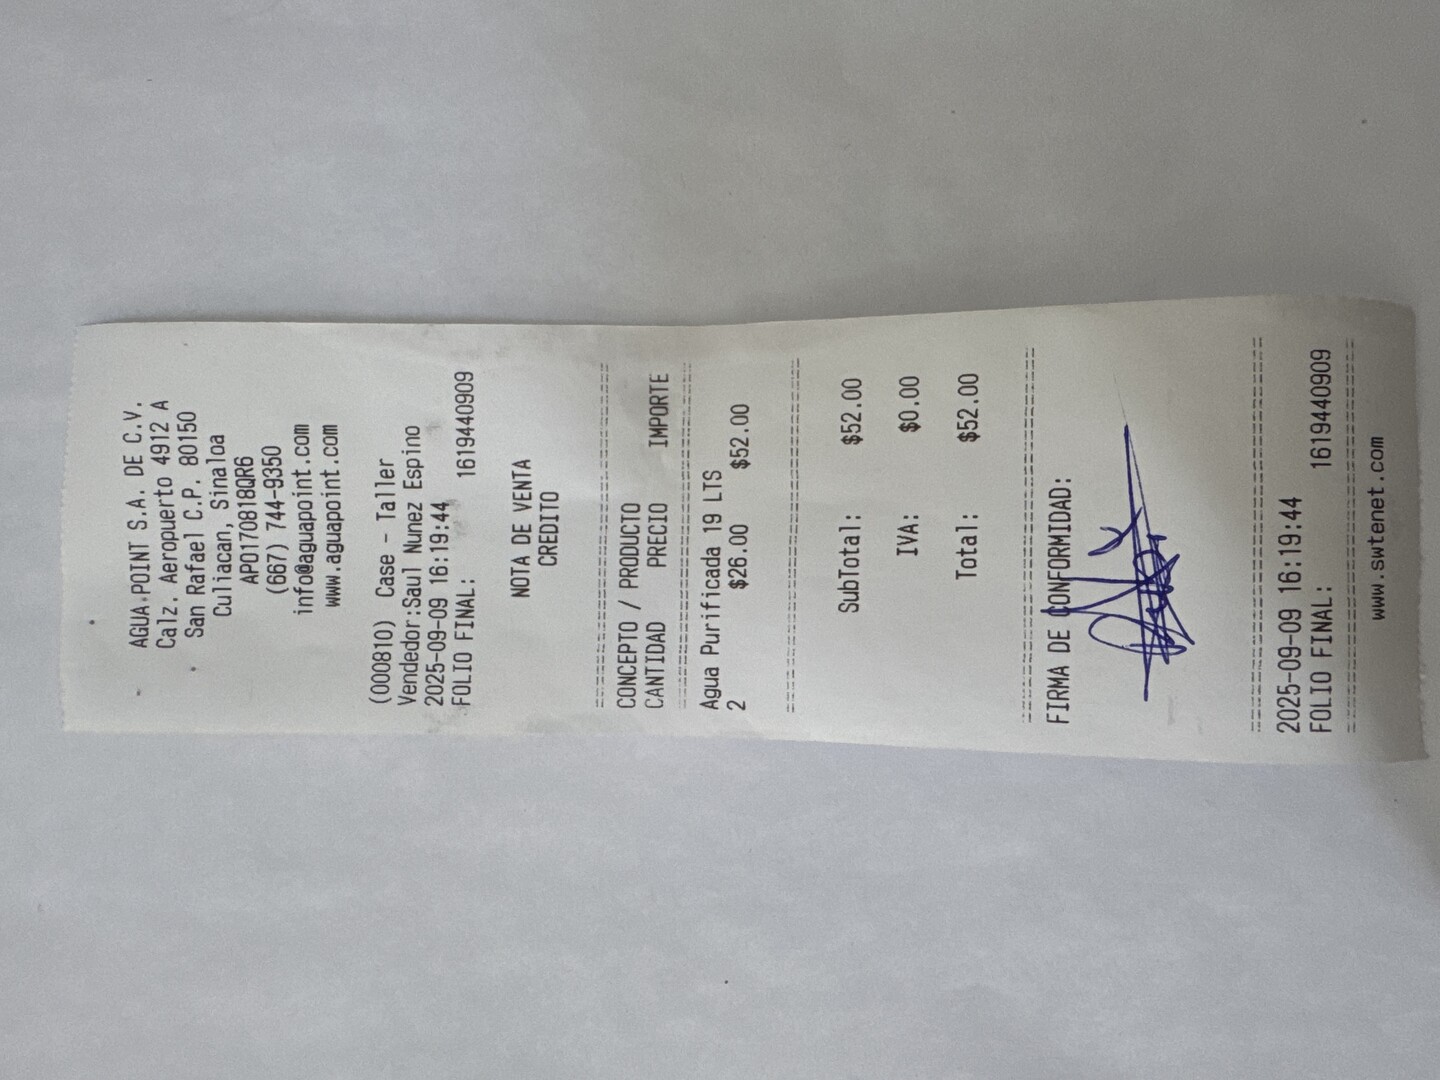 AGUA POINT S.A. DE C.V.
Calz. Aeropuerto 4912 A
San Rafael C.P. 80150
Culiacan, Sinaloa
APO170818QR6
(667) 744-9350
info@aguapoint.com
www.aguapoint.com
(000810) Case - Taller
Vendedor:Saul Nunez Espino
2025-09-09 16:19:44
FOLIO FINAL: 1619440909
NOTA DE VENTA
CREDITO
CONCEPTO / PRODUCTO
CANTIDAD PRECIO IMPORTE
Agua Purificada 19 LTS
2 $26.00 $52.00
SubTotal: $52.00
IVA: $0.00
Total: $52.00
FIRMA DE CONFORMIDAD:
2025-09-09 16:19:44
FOLIO FINAL: 1619440909
www.swtenet.com